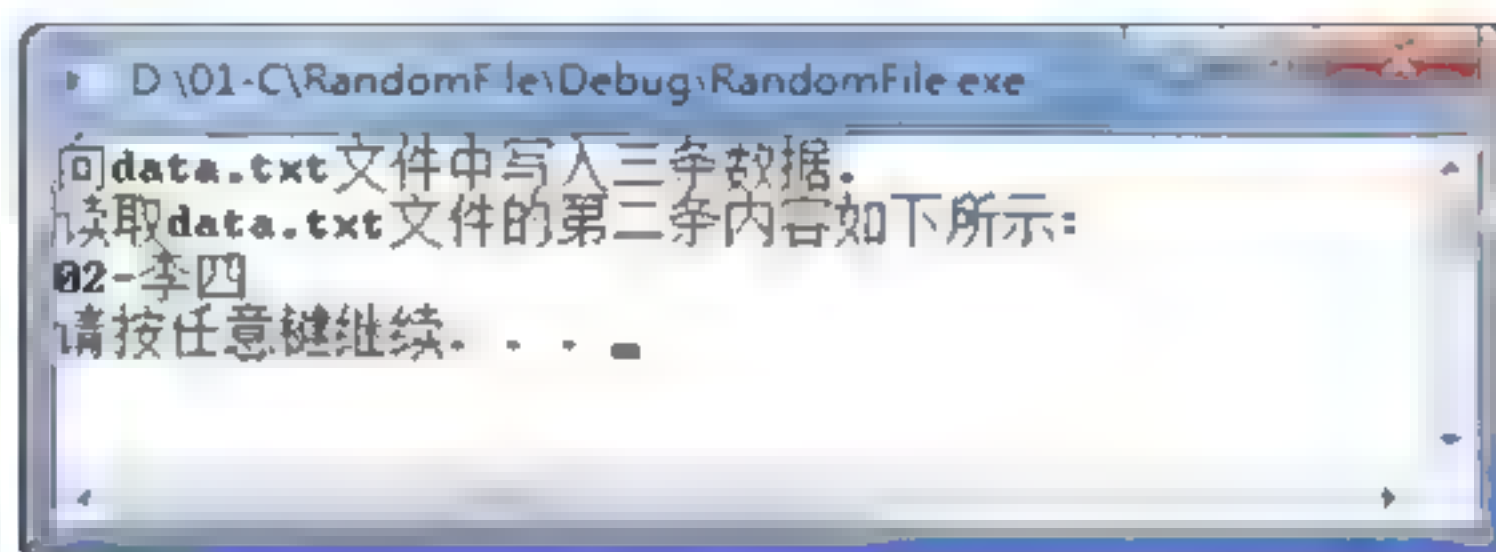 D:\01-C\RandomFile\Debug\RandomFile.exe
向data.txt文件中写入三条数据.
读取data.txt文件的第二条内容如下所示:
02-李四
请按任意键继续. . .